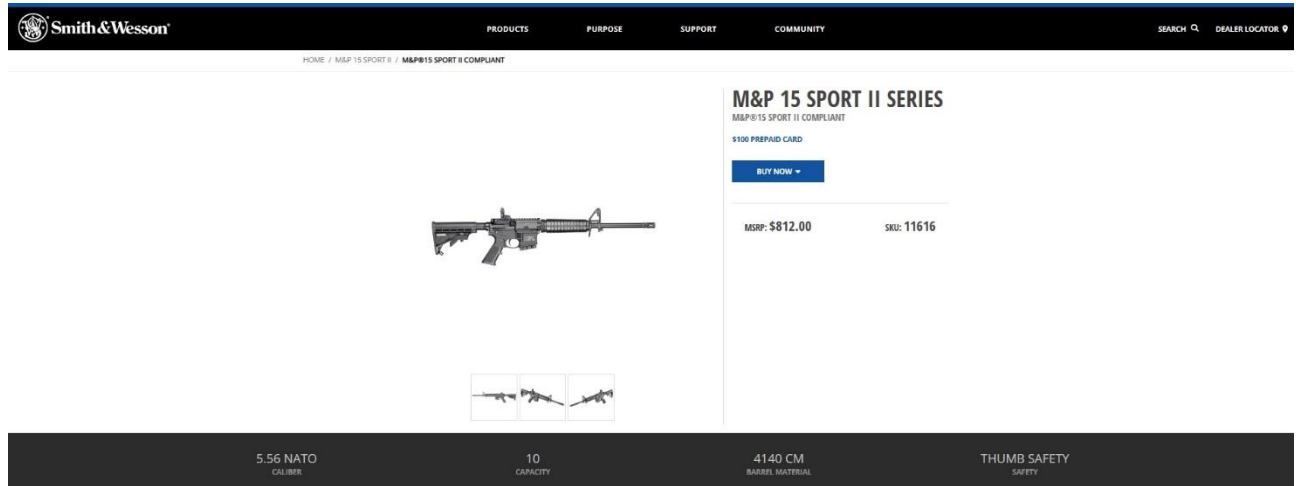 Smith & Wesson®
PRODUCTS
PURPOSE
SUPPORT
COMMUNITY
SEARCH
DEALER LOCATOR
HOME / M&P 15 SPORT II / M&P®15 SPORT II COMPLIANT
M&P 15 SPORT II SERIES
M&P®15 SPORT II COMPLIANT
$100 PREPAID CARD
BUY NOW
MSRP: $812.00
SKU: 11616
5.56 NATO
CALIBER
10
CAPACITY
4140 CM
BARREL MATERIAL
THUMB SAFETY
SAFETY